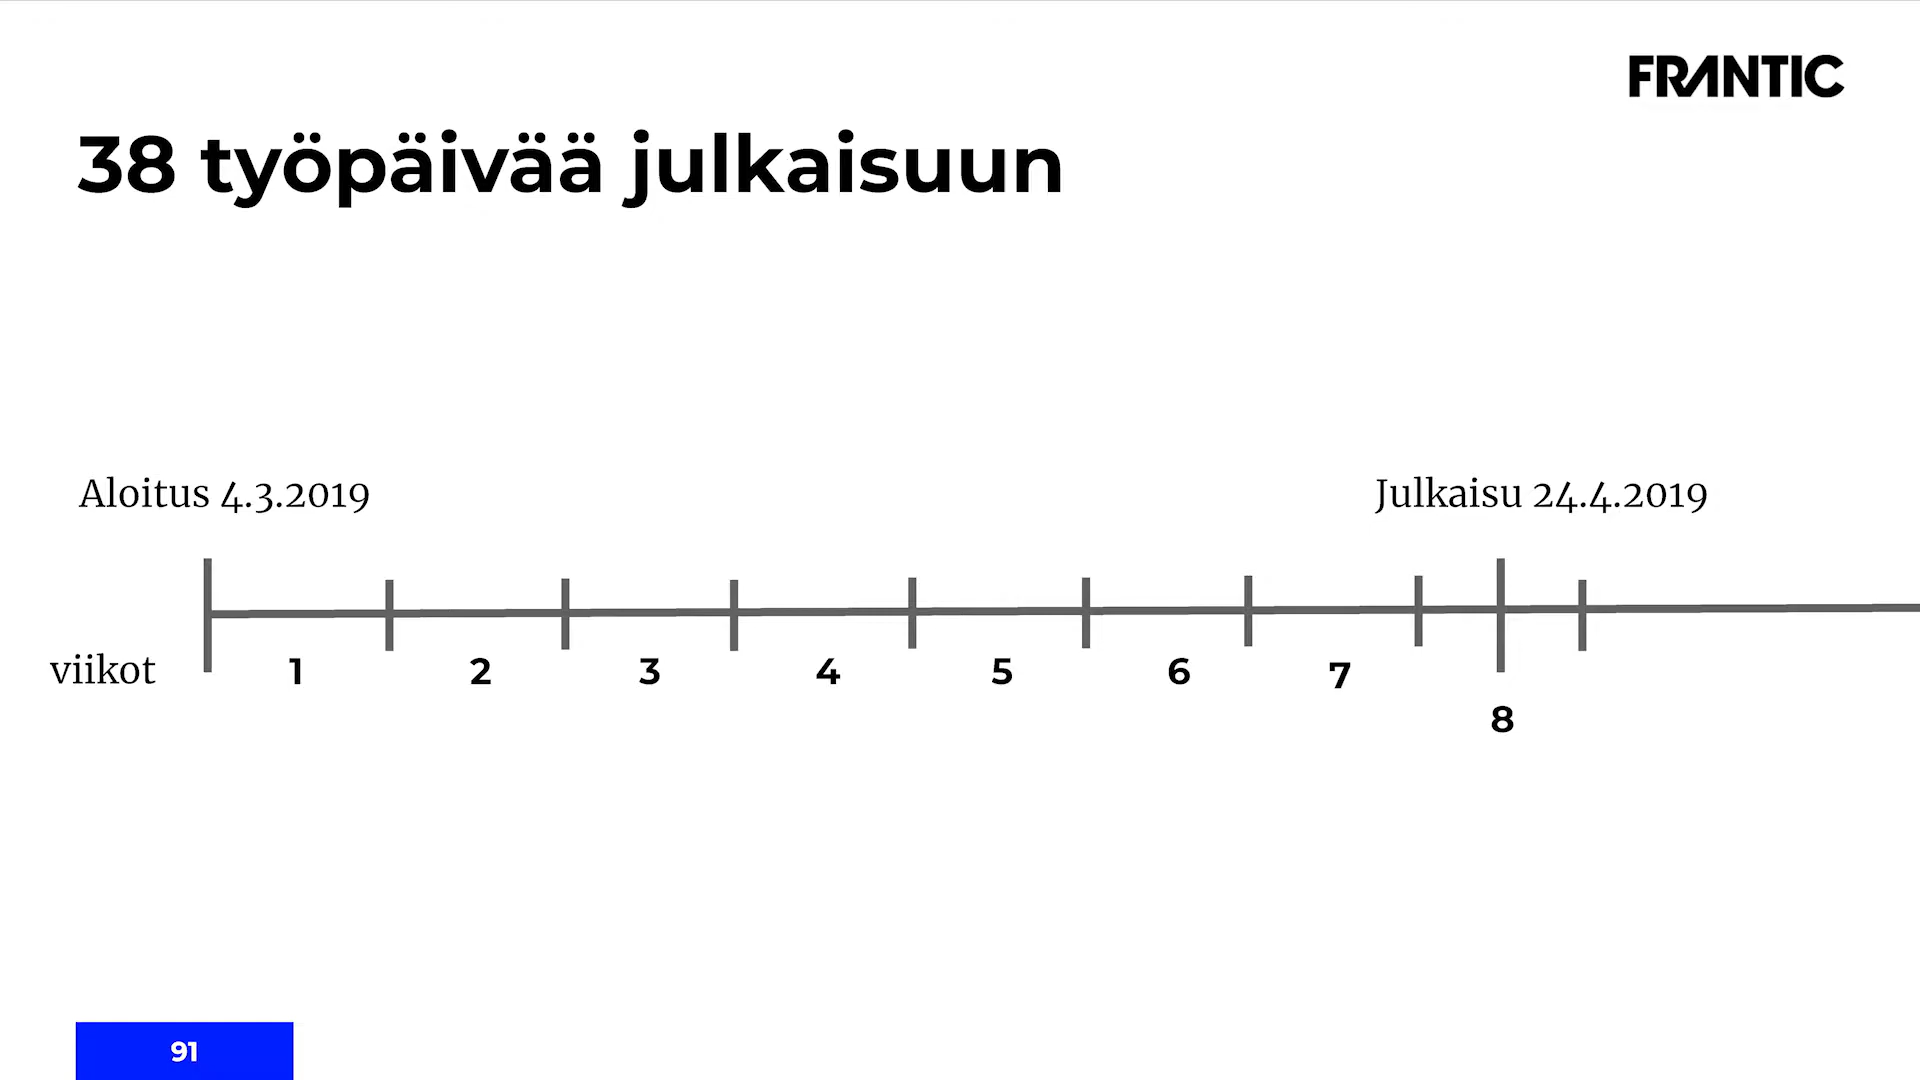 FRANTIC
38 työpäivää julkaisuun
Aloitus 4.3.2019
Julkaisu 24.4.2019
viikot
1
2
3
4
5
6
7
8
91